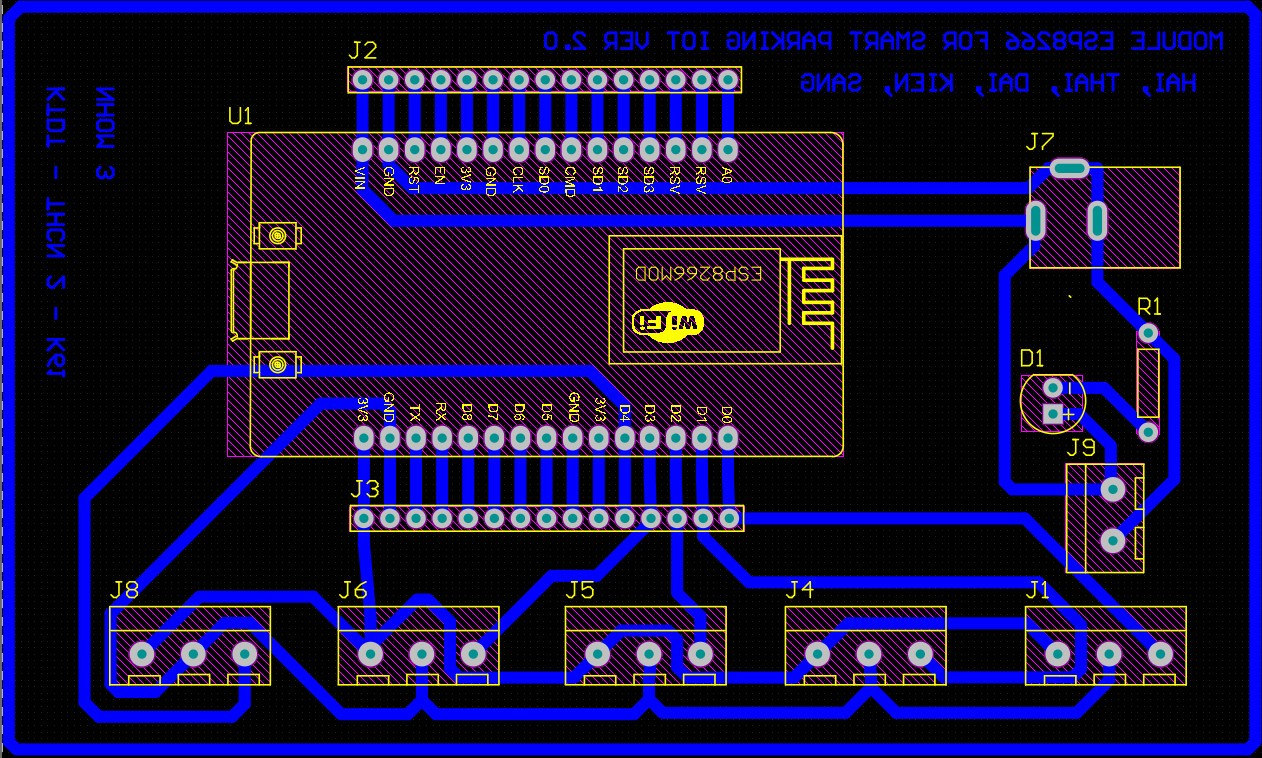 MODULE ESP8266 FOR SMART PARKING IOT VER 2.0
HAI, THAI, DAI, KIEN, SANG
NHOM 3
KTDT - THCN 2 - K61
J2
U1
VIN GND RST EN 3V3 GND CLK SD0 CMD SD1 SD2 SD3 RSV RSV A0
J7
ESP8266MOD
Wi Fi
R1
D1
-
+
3V3 GND TX RX D8 D7 D6 D5 GND 3V3 D4 D3 D2 D1 D0
J9
J3
J8 J6 J5 J4 J1